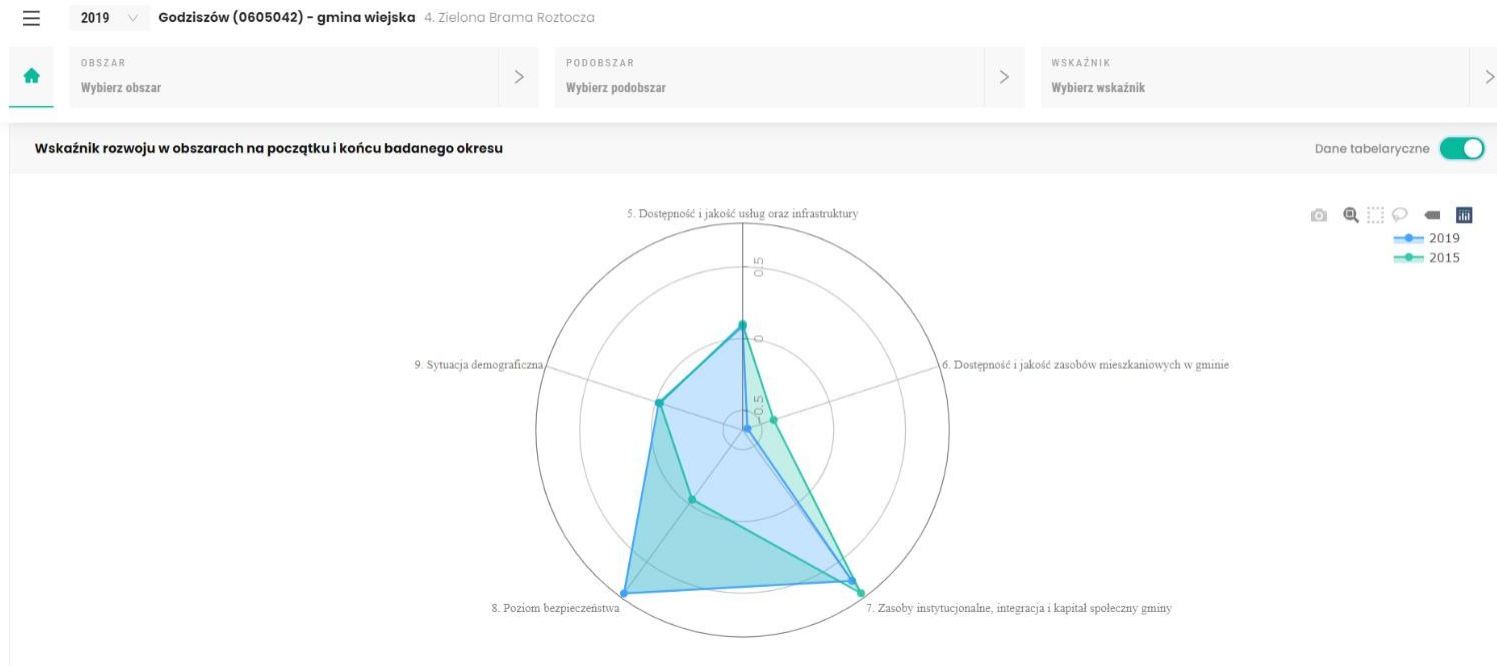 2019 Godziszów (0605042) - gmina wiejska 4. Zielona Brama Roztocza
OBSZAR
Wybierz obszar
PODOBSZAR
Wybierz podobszar
WSKAŹNIK
Wybierz wskaźnik
Wskaźnik rozwoju w obszarach na początku i końcu badanego okresu
Dane tabelaryczne
5. Dostępność i jakość usług oraz infrastruktury
2019
2015
0.5
0
−0.5
9. Sytuacja demograficzna
6. Dostępność i jakość zasobów mieszkaniowych w gminie
8. Poziom bezpieczeństwa
7. Zasoby instytucjonalne, integracja i kapitał społeczny gminy